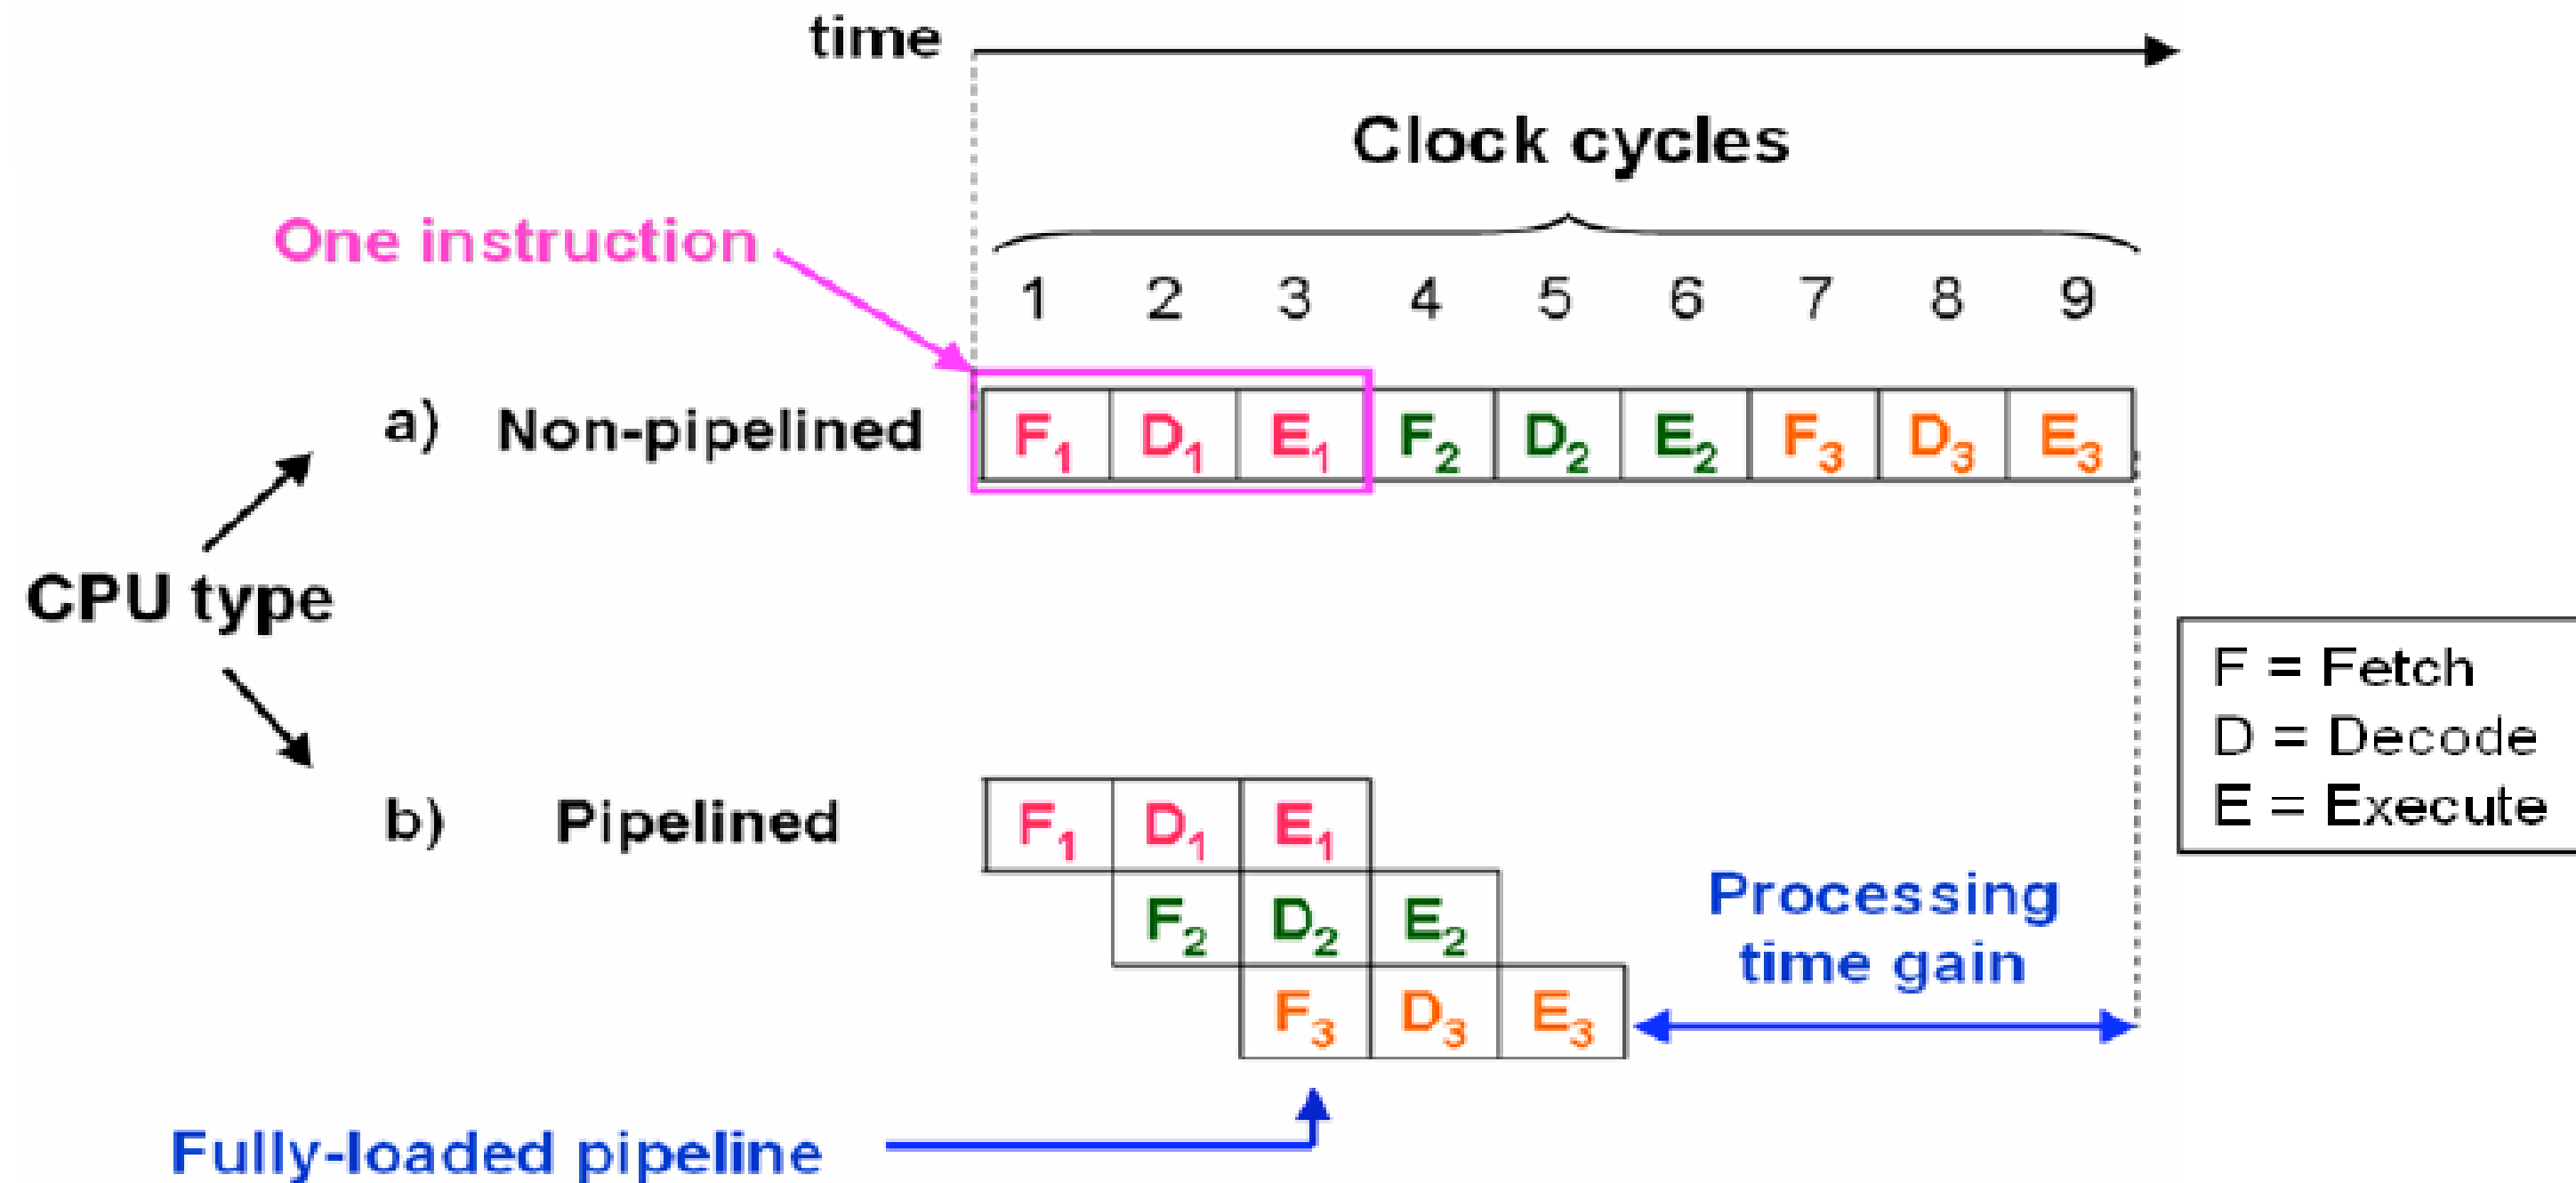 time
Clock cycles
One instruction
1 2 3 4 5 6 7 8 9
a) Non-pipelined F1 D1 E1 F2 D2 E2 F3 D3 E3
CPU type
F = Fetch
D = Decode
E = Execute
b) Pipelined F1 D1 E1
F2 D2 E2
F3 D3 E3
Processing
time gain
Fully-loaded pipeline